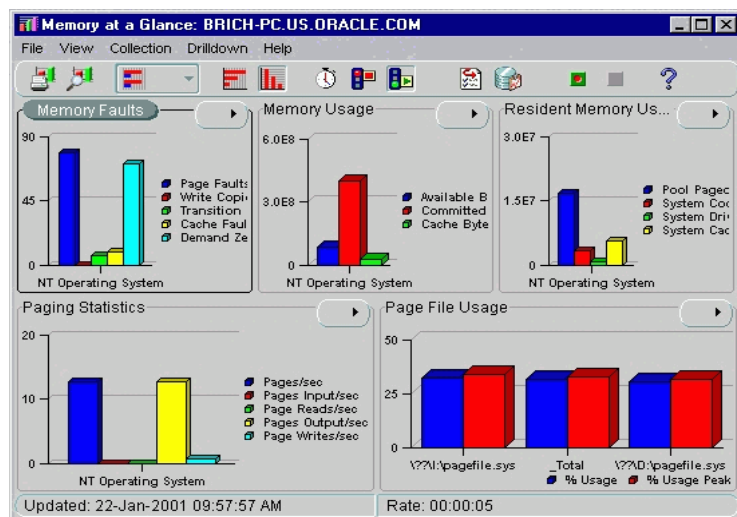 Memory at a Glance: BRICH-PC.US.ORACLE.COM
File View Collection Drilldown Help
Memory Faults
90
45
0
Page Faults
Write Copi
Transition
Cache Faul
Demand Ze
NT Operating System
Memory Usage
6.0E8
3.0E8
0
Available B
Committed
Cache Byte
NT Operating System
Resident Memory Us...
3.0E7
1.5E7
0
Pool Paged
System Coc
System Dri
System Cac
NT Operating System
Paging Statistics
20
10
0
Pages/sec
Pages Input/sec
Page Reads/sec
Pages Output/sec
Page Writes/sec
NT Operating System
Page File Usage
50
25
0
\??\I:\pagefile.sys _Total \??\D:\pagefile.sys
% Usage % Usage Peak
Updated: 22-Jan-2001 09:57:57 AM Rate: 00:00:05